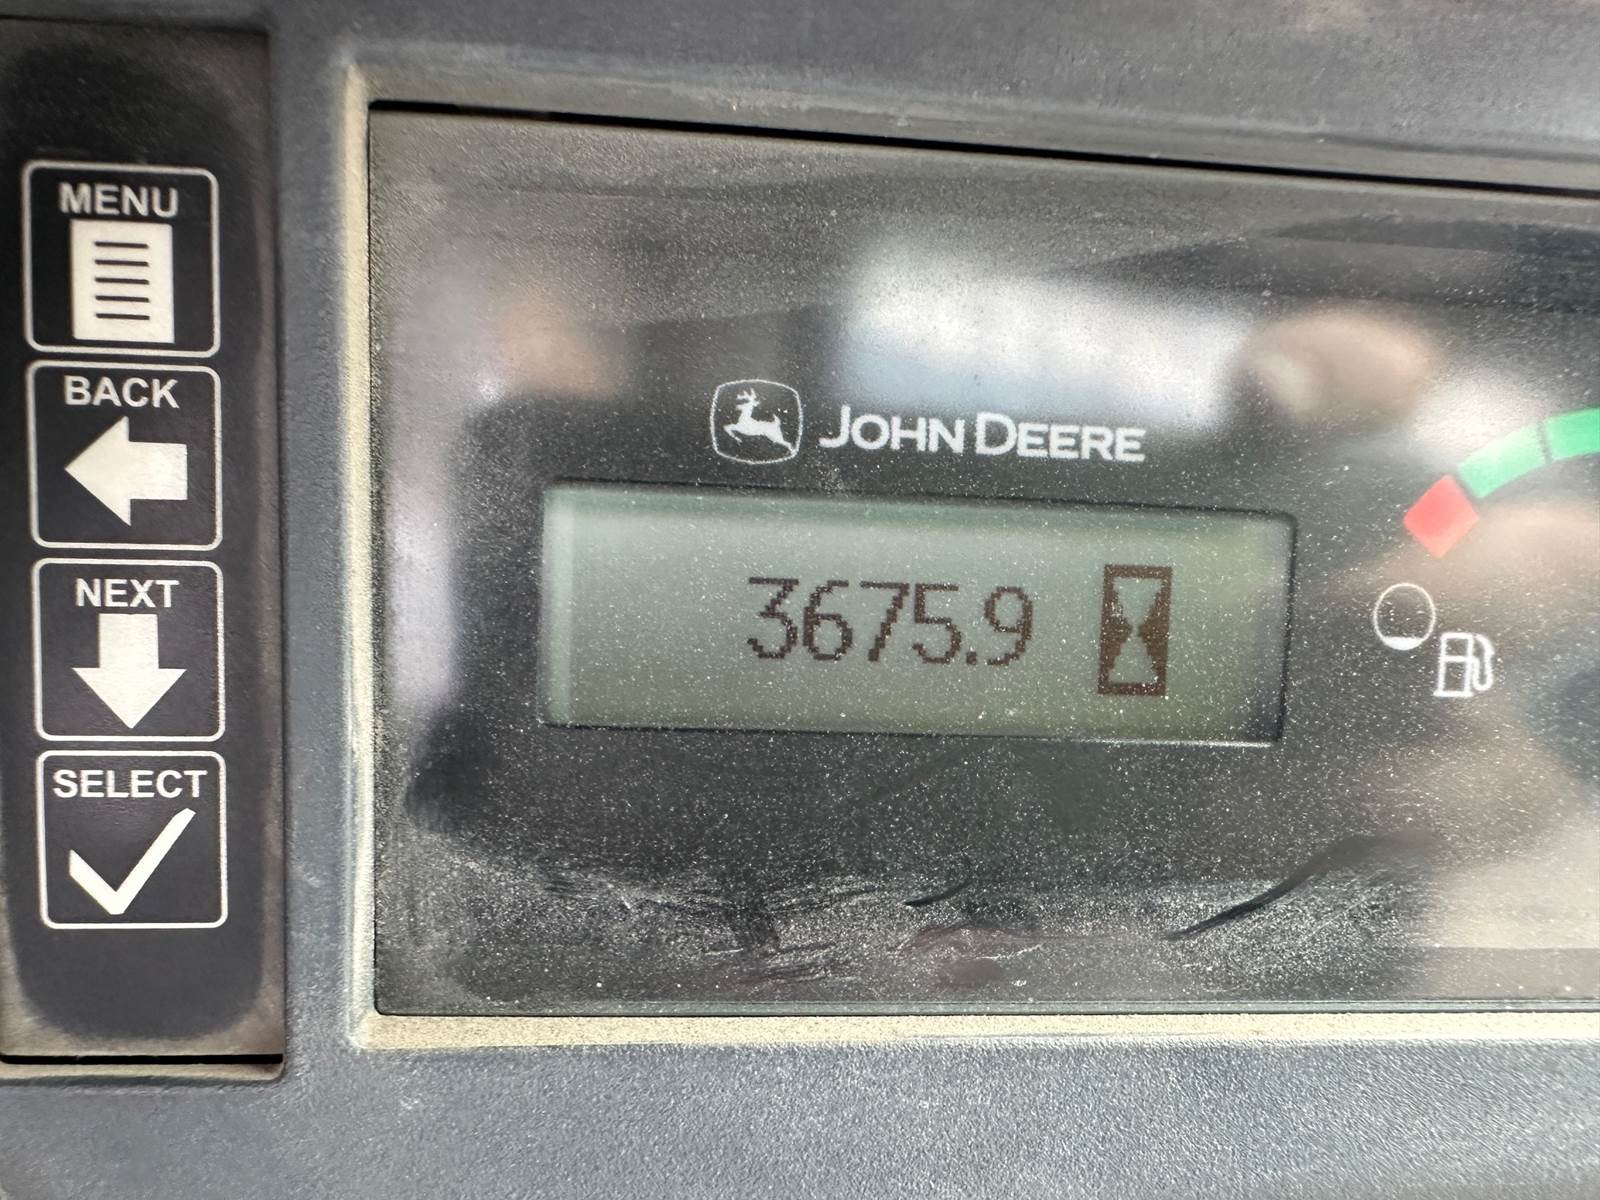 MENU
BACK
NEXT
SELECT
JOHN DEERE
3675.9